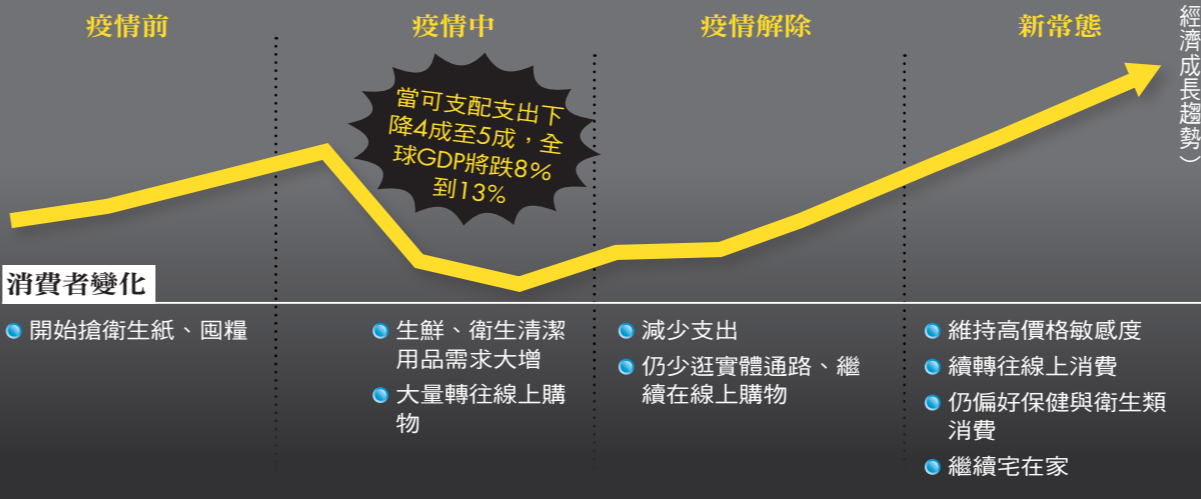 疫情前
疫情中
疫情解除
新常態
經濟成長趨勢）
當可支配支出下
降4成至5成，全
球GDP將跌8%
到13%
消費者變化
開始搶衛生紙、囤糧
生鮮、衛生清潔
用品需求大增
大量轉往線上購
物
減少支出
仍少逛實體通路、繼
續在線上購物
維持高價格敏感度
續轉往線上消費
仍偏好保健與衛生類
消費
繼續宅在家